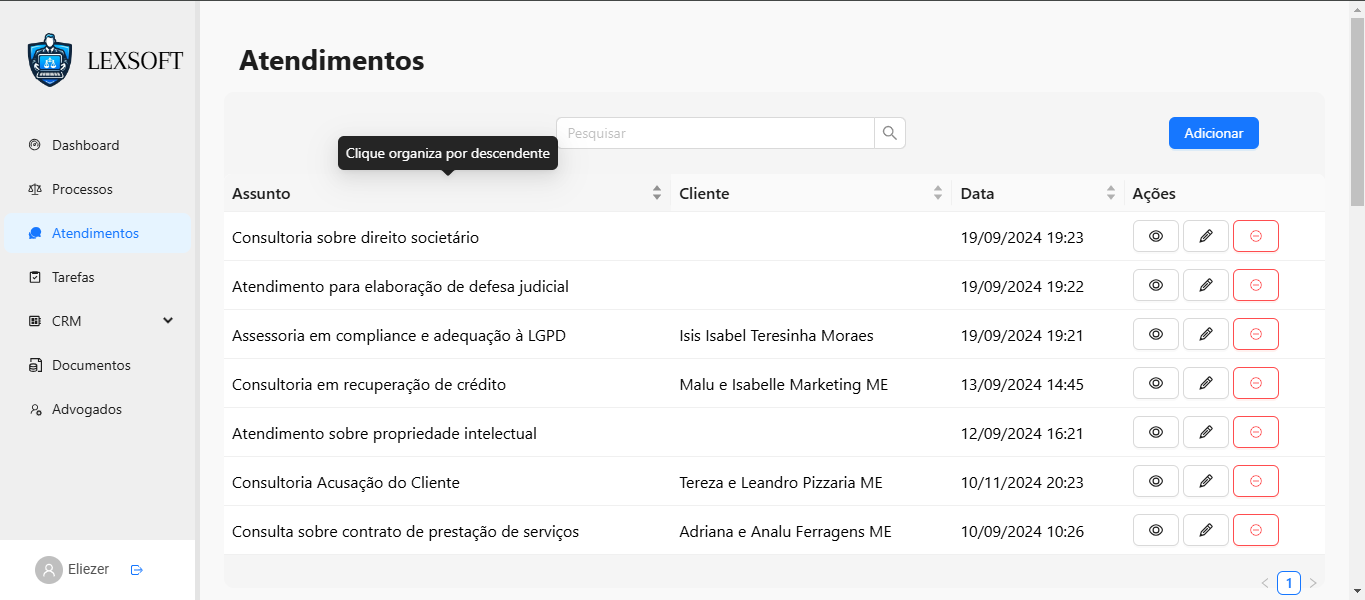 LEXSOFT
Dashboard
Processos
Atendimentos
Tarefas
CRM
Documentos
Advogados
Eliezer
Atendimentos
Pesquisar
Adicionar
Clique organiza por descendente
Assunto Cliente Data Ações
Consultoria sobre direito societário 19/09/2024 19:23
Atendimento para elaboração de defesa judicial 19/09/2024 19:22
Assessoria em compliance e adequação à LGPD Isis Isabel Teresinha Moraes 19/09/2024 19:21
Consultoria em recuperação de crédito Malu e Isabelle Marketing ME 13/09/2024 14:45
Atendimento sobre propriedade intelectual 12/09/2024 16:21
Consultoria Acusação do Cliente Tereza e Leandro Pizzaria ME 10/11/2024 20:23
Consulta sobre contrato de prestação de serviços Adriana e Analu Ferragens ME 10/09/2024 10:26
1